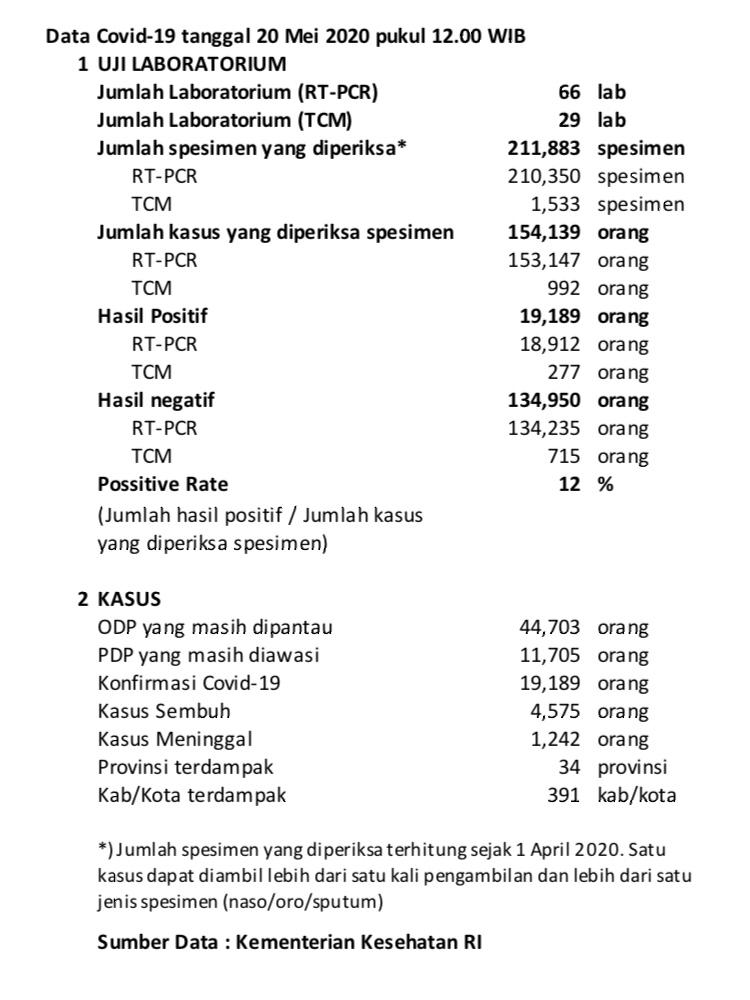 Data Covid-19 tanggal 20 Mei 2020 pukul 12.00 WIB
1 UJI LABORATORIUM
Jumlah Laboratorium (RT-PCR) 66 lab
Jumlah Laboratorium (TCM) 29 lab
Jumlah spesimen yang diperiksa* 211,883 spesimen
RT-PCR 210,350 spesimen
TCM 1,533 spesimen
Jumlah kasus yang diperiksa spesimen 154,139 orang
RT-PCR 153,147 orang
TCM 992 orang
Hasil Positif 19,189 orang
RT-PCR 18,912 orang
TCM 277 orang
Hasil negatif 134,950 orang
RT-PCR 134,235 orang
TCM 715 orang
Possitive Rate 12 %
(Jumlah hasil positif / Jumlah kasus
yang diperiksa spesimen)
2 KASUS
ODP yang masih dipantau 44,703 orang
PDP yang masih diawasi 11,705 orang
Konfirmasi Covid-19 19,189 orang
Kasus Sembuh 4,575 orang
Kasus Meninggal 1,242 orang
Provinsi terdampak 34 provinsi
Kab/Kota terdampak 391 kab/kota
*) Jumlah spesimen yang diperiksa terhitung sejak 1 April 2020. Satu
kasus dapat diambil lebih dari satu kali pengambilan dan lebih dari satu
jenis spesimen (naso/oro/sputum)
Sumber Data : Kementerian Kesehatan RI